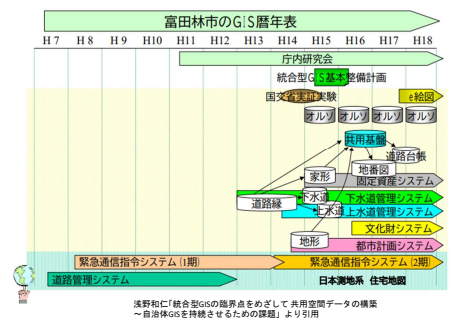 富田林市のGIS暦年表
H7 H8 H9 H10 H11 H12 H13 H14 H15 H16 H17 H18
庁内研究会
統合型GIS基本整備計画
国交省実証実験
e絵図
オルソ オルソ オルソ オルソ
共用基盤
道路台帳
地番図
家形
固定資産システム
下水道
下水道管理システム
道路縁
上水道
上水道管理システム
文化財システム
地形
都市計画システム
緊急通信指令システム(1期)
緊急通信指令システム(2期)
道路管理システム
日本測地系 住宅地図
浅野和仁「統合型GISの臨界点をめざして 共用空間データの構築
～自治体GISを持続させるための課題」より引用